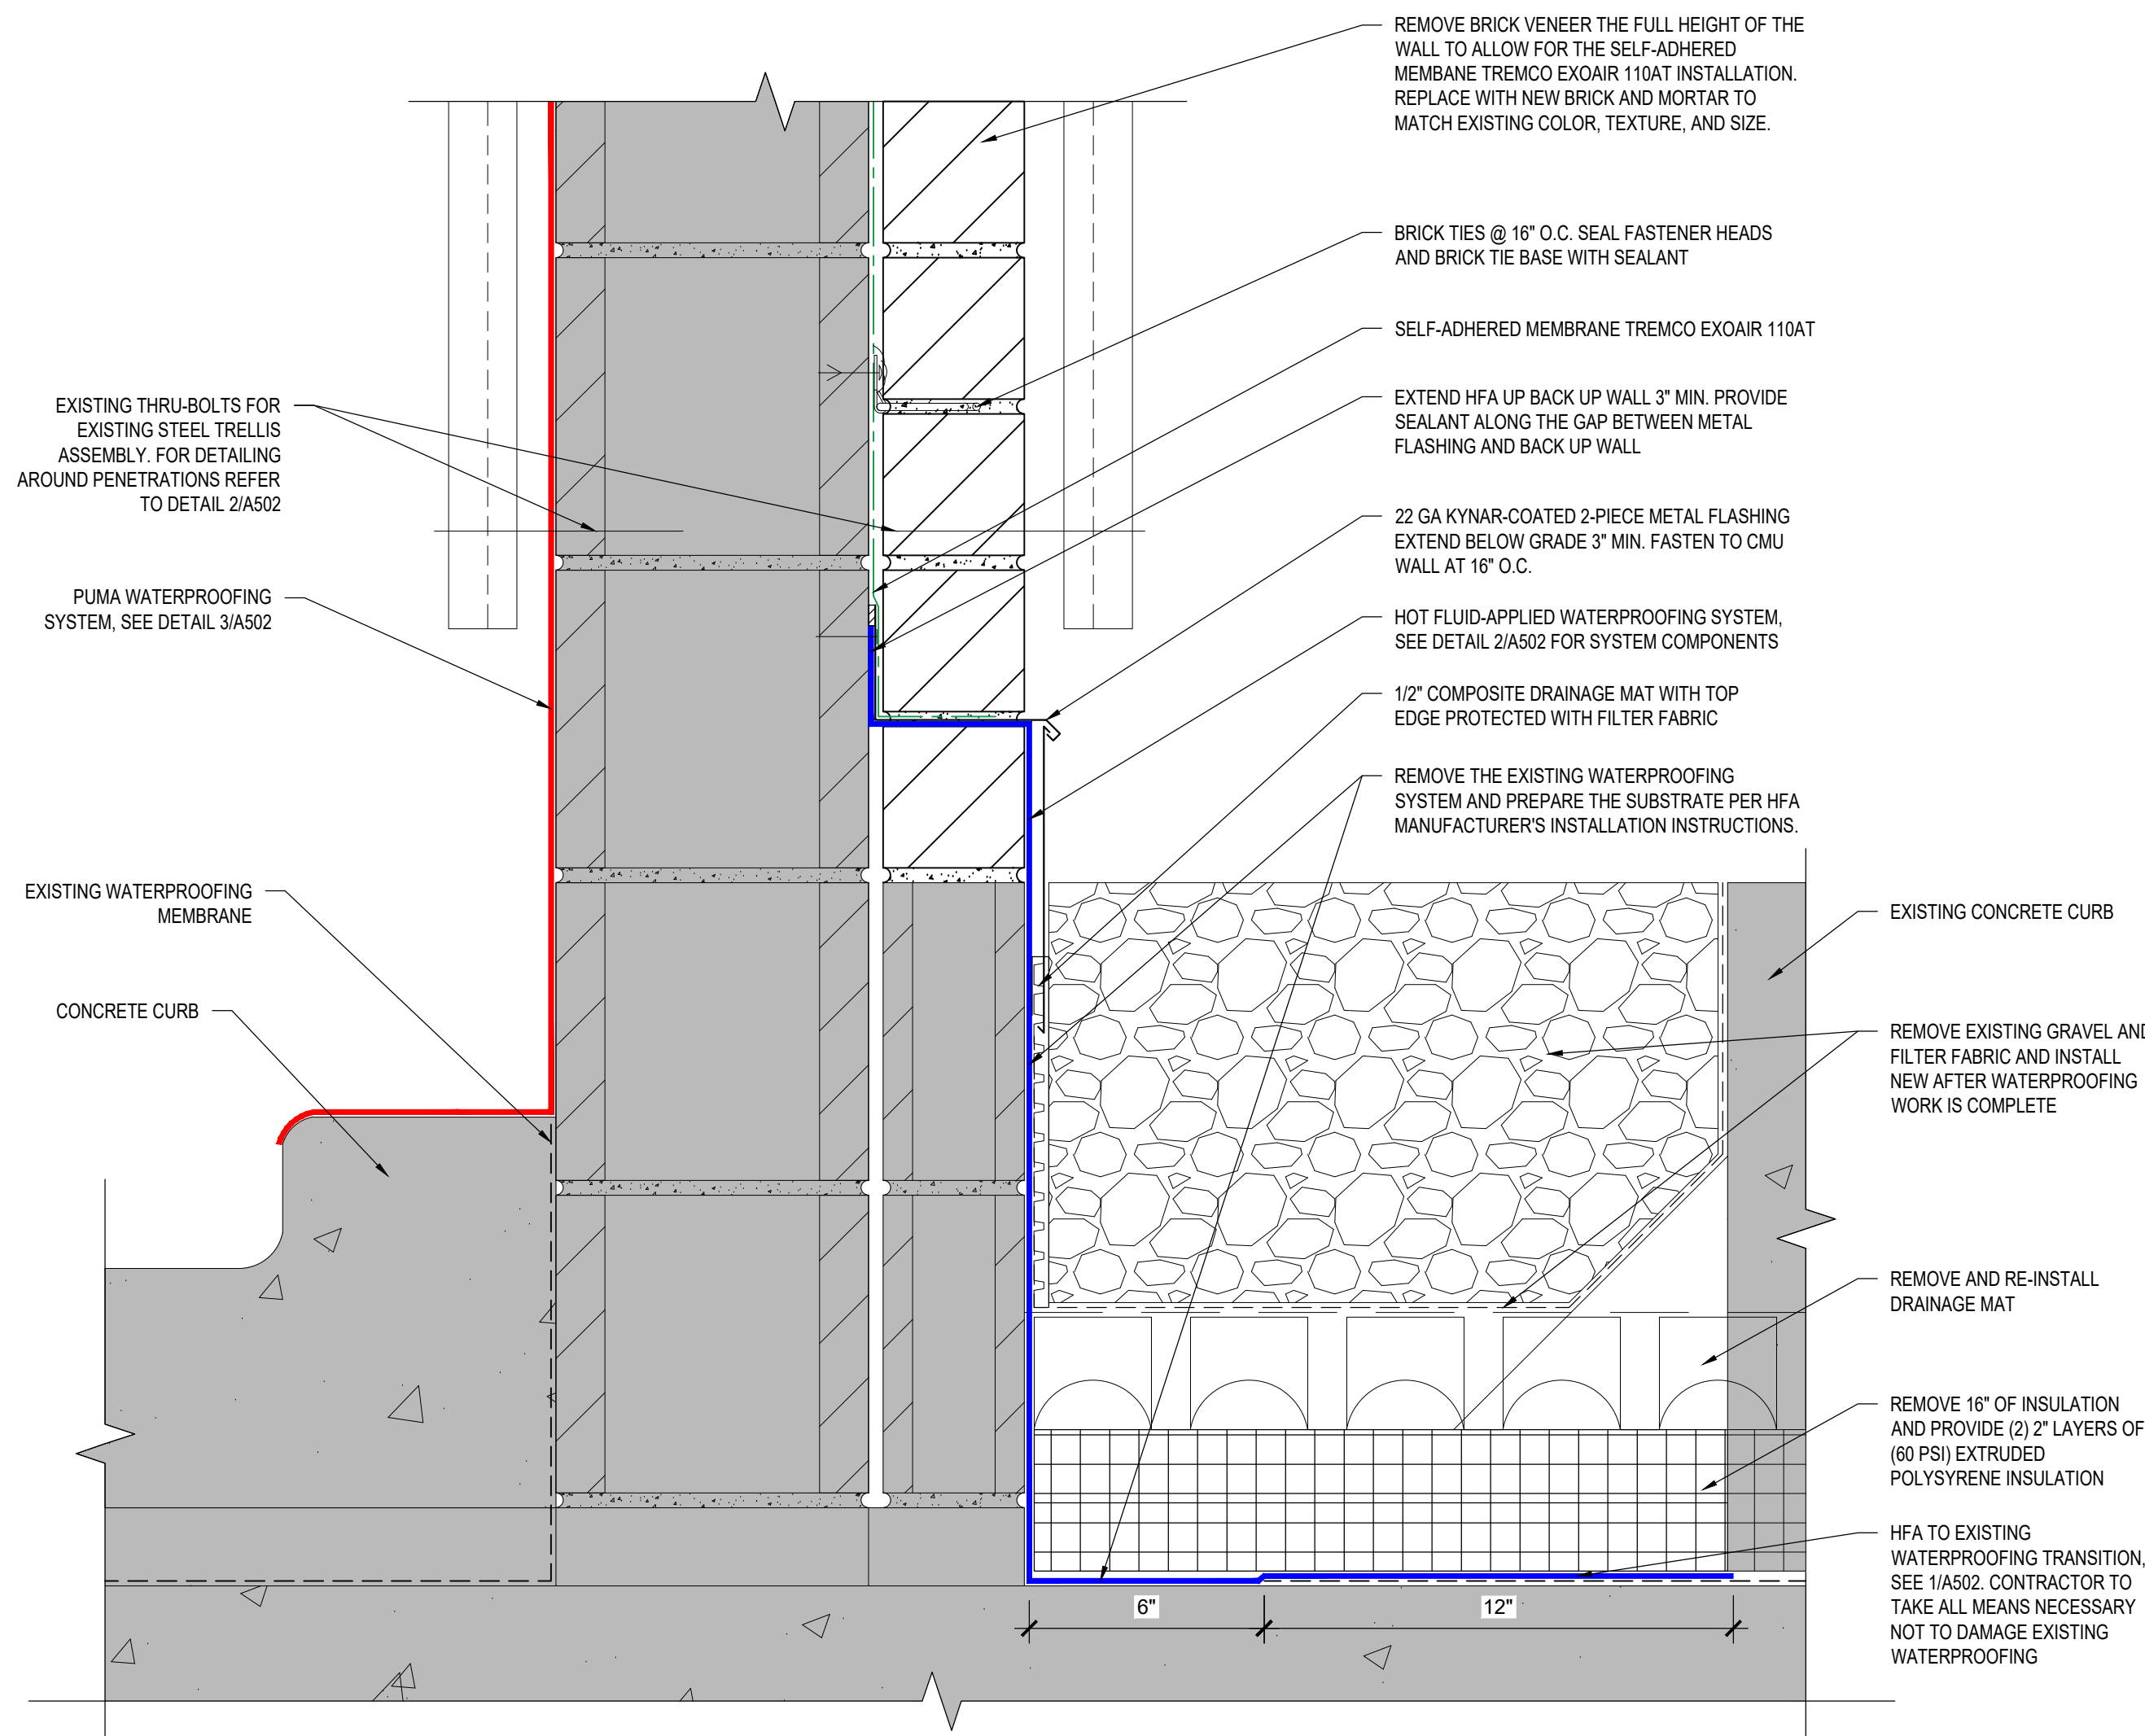 REMOVE BRICK VENEER THE FULL HEIGHT OF THE
WALL TO ALLOW FOR THE SELF-ADHERED
MEMBANE TREMCO EXOAIR 110AT INSTALLATION.
REPLACE WITH NEW BRICK AND MORTAR TO
MATCH EXISTING COLOR, TEXTURE, AND SIZE.
BRICK TIES @ 16" O.C. SEAL FASTENER HEADS
AND BRICK TIE BASE WITH SEALANT
SELF-ADHERED MEMBRANE TREMCO EXOAIR 110AT
EXTEND HFA UP BACK UP WALL 3" MIN. PROVIDE
SEALANT ALONG THE GAP BETWEEN METAL
FLASHING AND BACK UP WALL
22 GA KYNAR-COATED 2-PIECE METAL FLASHING
EXTEND BELOW GRADE 3" MIN. FASTEN TO CMU
WALL AT 16" O.C.
HOT FLUID-APPLIED WATERPROOFING SYSTEM,
SEE DETAIL 2/A502 FOR SYSTEM COMPONENTS
1/2" COMPOSITE DRAINAGE MAT WITH TOP
EDGE PROTECTED WITH FILTER FABRIC
REMOVE THE EXISTING WATERPROOFING
SYSTEM AND PREPARE THE SUBSTRATE PER HFA
MANUFACTURER'S INSTALLATION INSTRUCTIONS.
EXISTING THRU-BOLTS FOR
EXISTING STEEL TRELLIS
ASSEMBLY. FOR DETAILING
AROUND PENETRATIONS REFER
TO DETAIL 2/A502
PUMA WATERPROOFING
SYSTEM, SEE DETAIL 3/A502
EXISTING WATERPROOFING
MEMBRANE
CONCRETE CURB
EXISTING CONCRETE CURB
REMOVE EXISTING GRAVEL AND
FILTER FABRIC AND INSTALL
NEW AFTER WATERPROOFING
WORK IS COMPLETE
REMOVE AND RE-INSTALL
DRAINAGE MAT
REMOVE 16" OF INSULATION
AND PROVIDE (2) 2" LAYERS OF
(60 PSI) EXTRUDED
POLYSYRENE INSULATION
HFA TO EXISTING
WATERPROOFING TRANSITION,
SEE 1/A502. CONTRACTOR TO
TAKE ALL MEANS NECESSARY
NOT TO DAMAGE EXISTING
WATERPROOFING
6"
12"